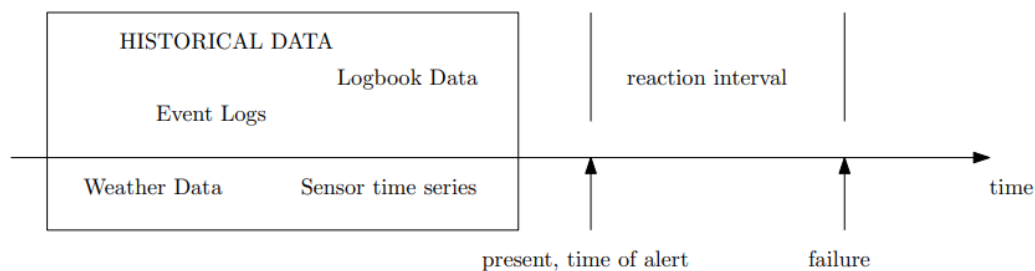 HISTORICAL DATA
Logbook Data
reaction interval
Event Logs
Weather Data
Sensor time series
time
present, time of alert
failure